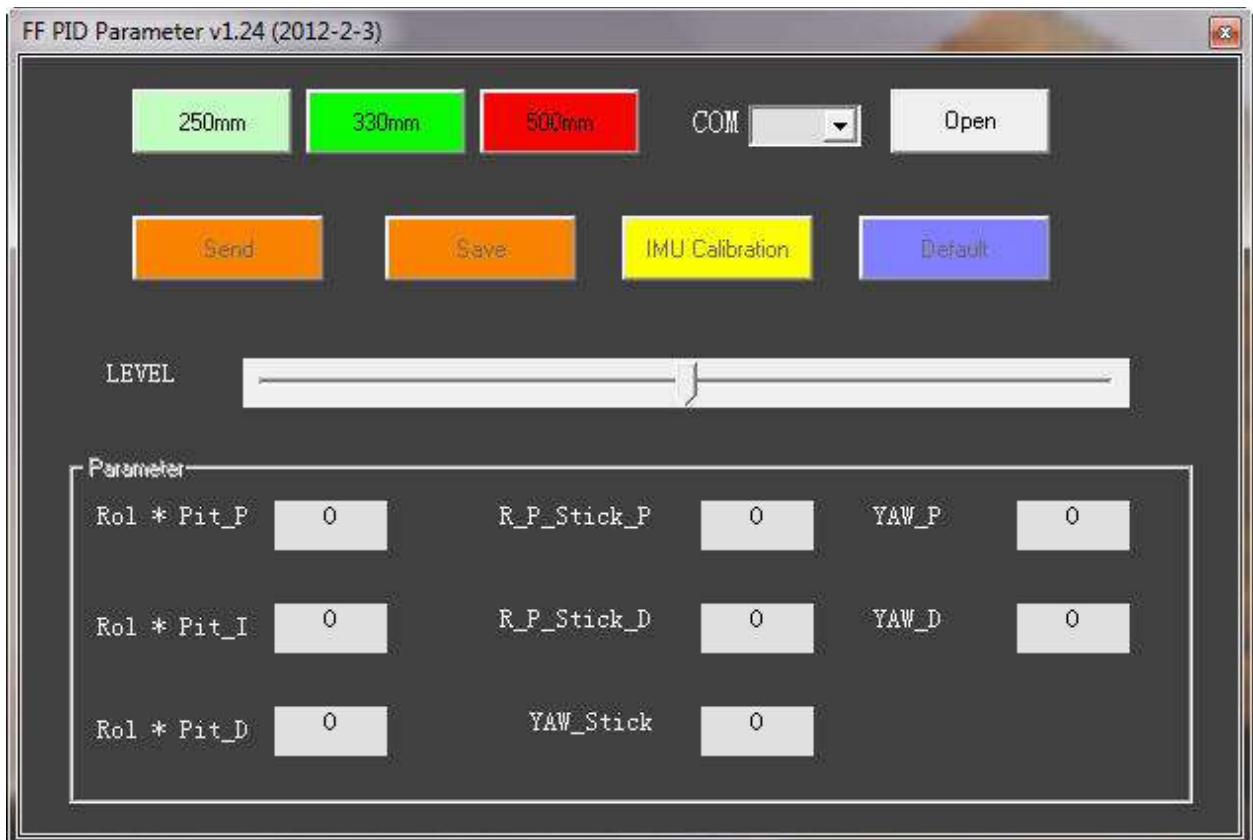 FF PID Parameter v1.24 (2012-2-3)
250mm 330mm 500mm COM Open
Send Save IMU Calibration Default
LEVEL
Parameter
Rol * Pit_P 0 R_P_Stick_P 0 YAW_P 0
Rol * Pit_I 0 R_P_Stick_D 0 YAW_D 0
Rol * Pit_D 0 YAW_Stick 0